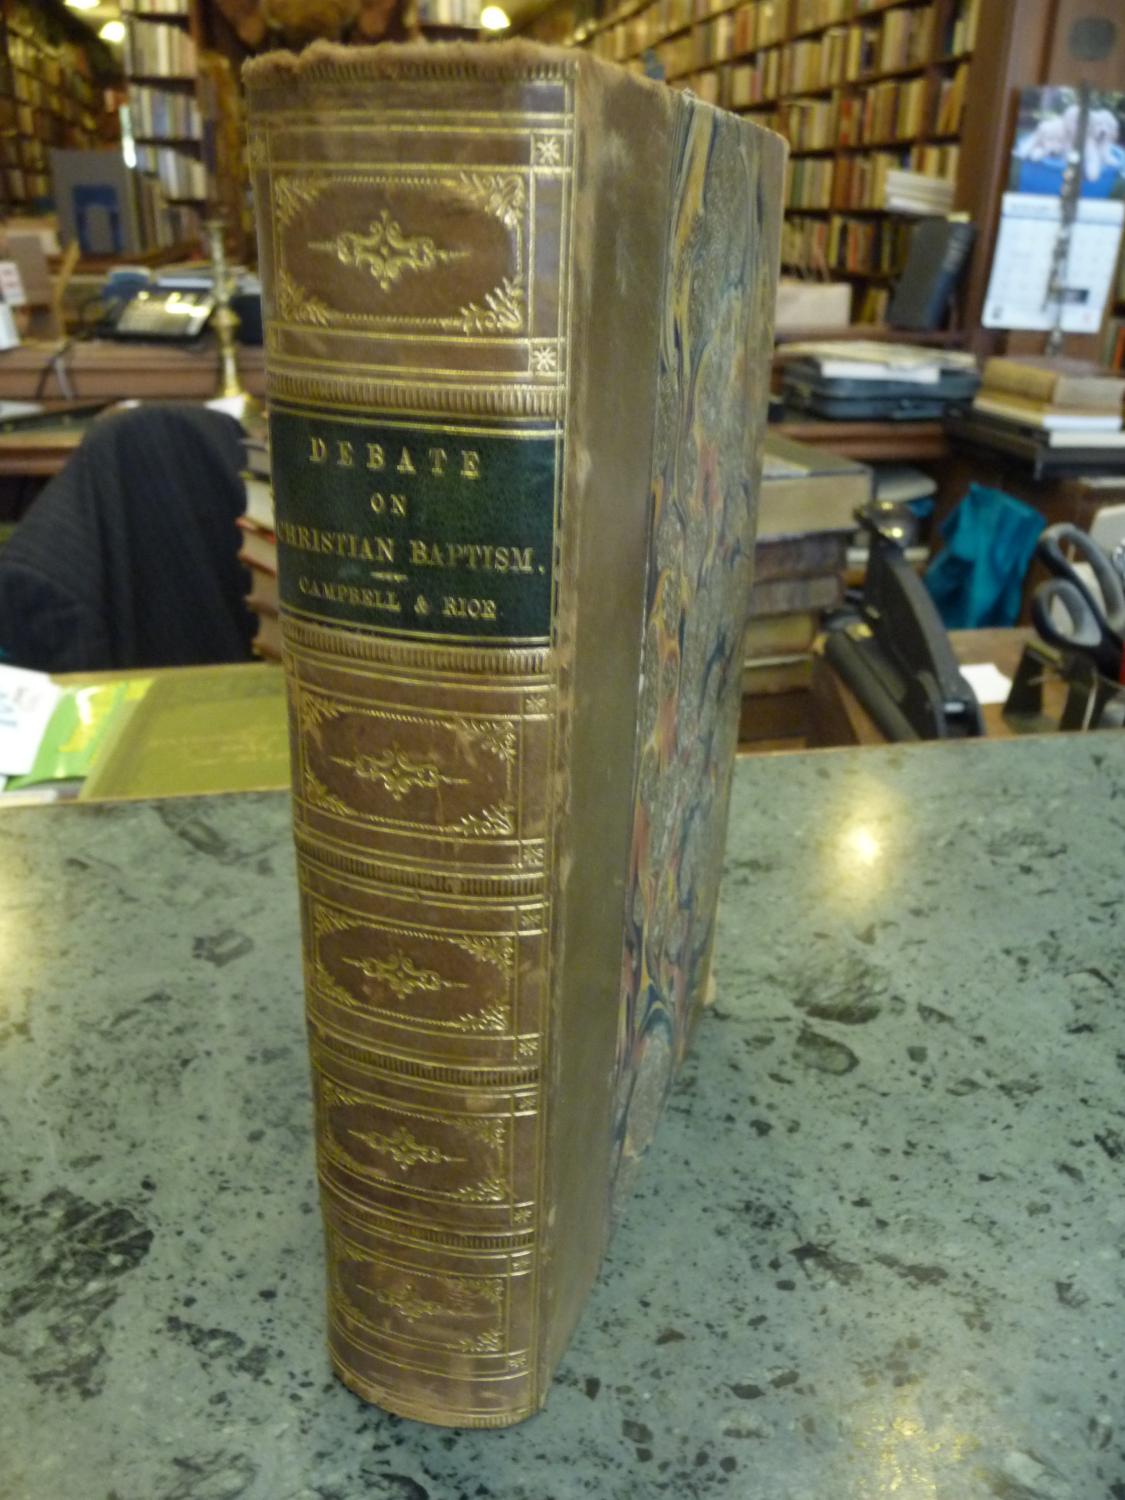 DEBATE
ON
CHRISTIAN BAPTISM.
CAMPBELL & RICE